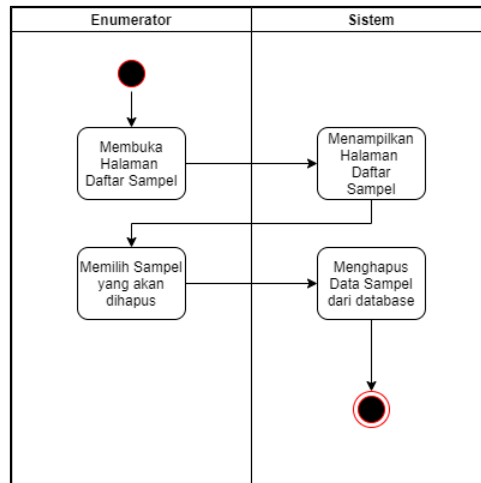 Enumerator
Sistem
Membuka
Halaman
Daftar Sampel
Menampilkan
Halaman
Daftar
Sampel
Memilih Sampel
yang akan
dihapus
Menghapus
Data Sampel
dari database